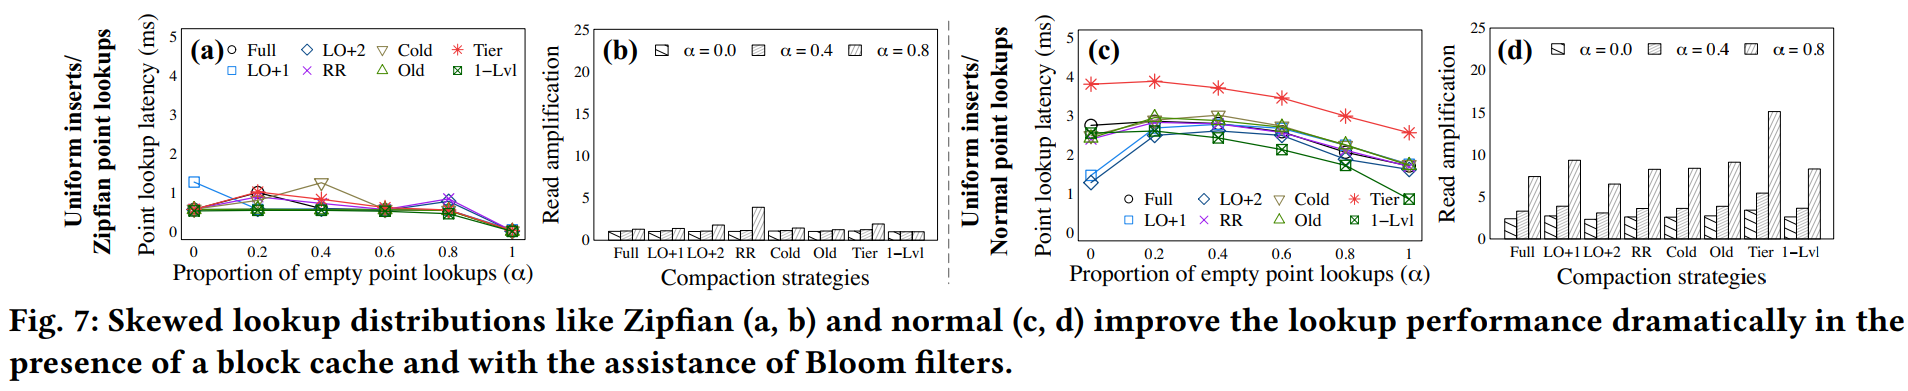 Uniform inserts/
Zipfian point lookups
Point lookup latency (ms)
(a)
Full
LO+2
Cold
Tier
LO+1
RR
Old
1-Lvl
5
4
3
2
1
0
0 0.2 0.4 0.6 0.8 1
Proportion of empty point lookups (α)
Read amplification
(b)
α = 0.0 α = 0.4 α = 0.8
25
20
15
10
5
0
Full LO+1 LO+2 RR Cold Old Tier 1-Lvl
Compaction strategies
Uniform inserts/
Normal point lookups
Point lookup latency (ms)
(c)
5
4
3
2
1
0
Full
LO+2
Cold
Tier
LO+1
RR
Old
1-Lvl
0 0.2 0.4 0.6 0.8 1
Proportion of empty point lookups (α)
Read amplification
(d)
α = 0.0 α = 0.4 α = 0.8
25
20
15
10
5
0
Full LO+1 LO+2 RR Cold Old Tier 1-Lvl
Compaction strategies
Fig. 7: Skewed lookup distributions like Zipfian (a, b) and normal (c, d) improve the lookup performance dramatically in the
presence of a block cache and with the assistance of Bloom filters.